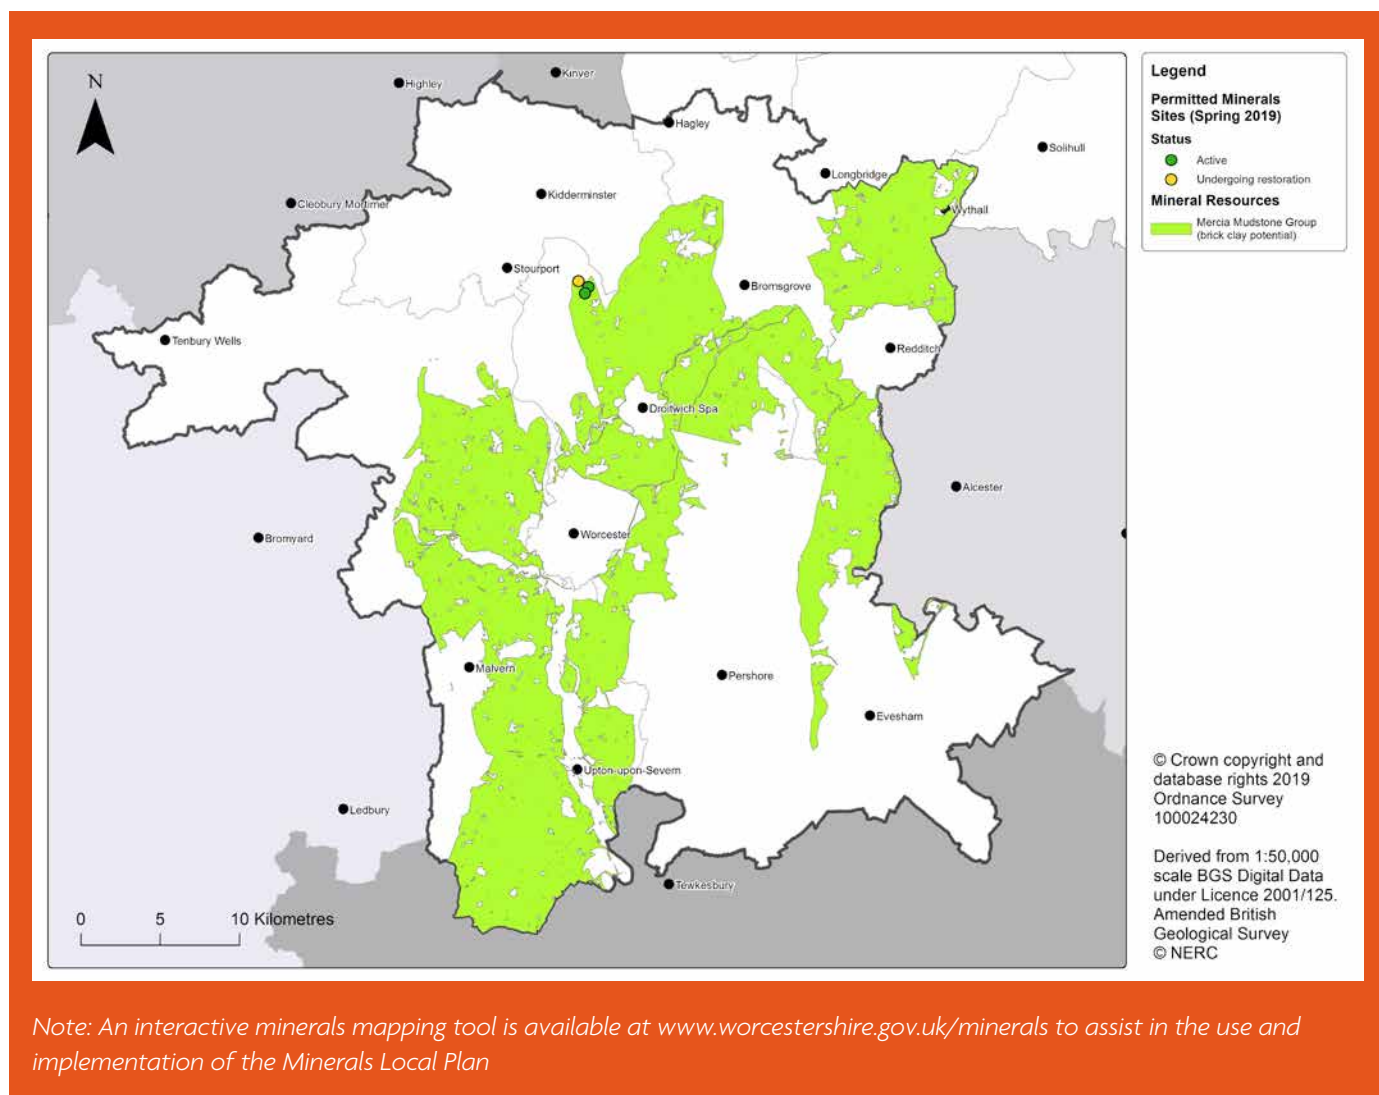 N
Highley
Kinver
Hagley
Solihull
Longbridge
Cleobury Mortimer
Kidderminster
Wythall
Stourport
Bromsgrove
Tenbury Wells
Redditch
Droitwich Spa
Alcester
Worcester
Bromyard
Malvern
Pershore
Evesham
Upton-upon-Severn
Ledbury
Tewkesbury
0 5 10 Kilometres
Legend
Permitted Minerals
Sites (Spring 2019)
Status
Active
Undergoing restoration
Mineral Resources
Mercia Mudstone Group
(brick clay potential)
© Crown copyright and
database rights 2019
Ordnance Survey
100024230
Derived from 1:50,000
scale BGS Digital Data
under Licence 2001/125.
Amended British
Geological Survey
© NERC
Note: An interactive minerals mapping tool is available at www.worcestershire.gov.uk/minerals to assist in the use and
implementation of the Minerals Local Plan